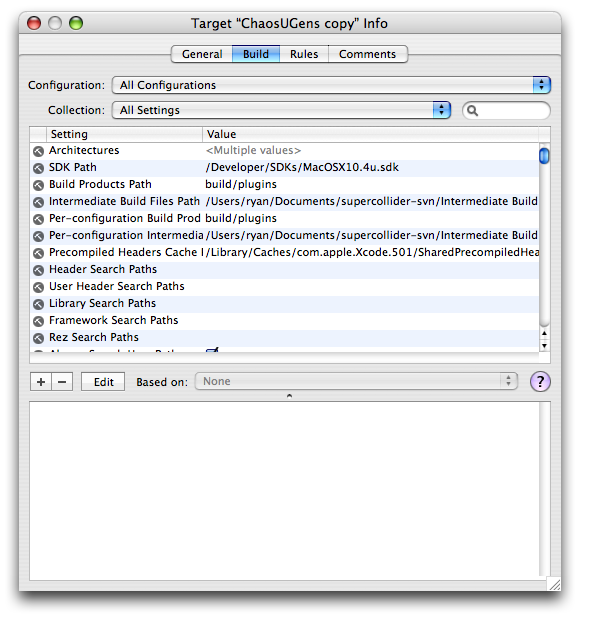 Target “ChaosUGens copy” Info
General Build Rules Comments
Configuration: All Configurations
Collection: All Settings
Setting Value
Architectures <Multiple values>
SDK Path /Developer/SDKs/MacOSX10.4u.sdk
Build Products Path build/plugins
Intermediate Build Files Path /Users/ryan/Documents/supercollider-svn/Intermediate Build
Per-configuration Build Prod build/plugins
Per-configuration Intermedia /Users/ryan/Documents/supercollider-svn/Intermediate Build
Precompiled Headers Cache /Library/Caches/com.apple.Xcode.501/SharedPrecompiledHea
Header Search Paths
User Header Search Paths
Library Search Paths
Framework Search Paths
Rez Search Paths
+ − Edit Based on: None ?